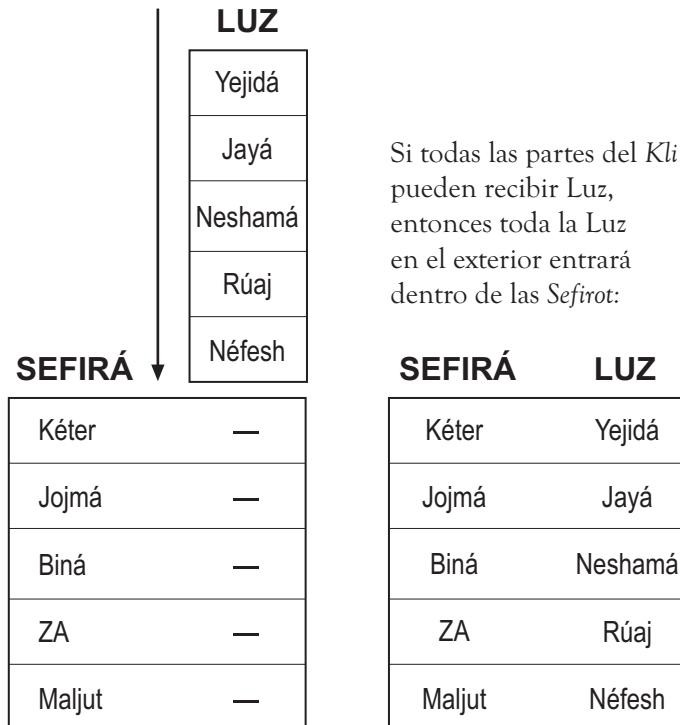 LUZ
Yejidá
Jayá
Neshamá
Rúaj
Néfesh
Si todas las partes del Kli
pueden recibir Luz,
entonces toda la Luz
en el exterior entrará
dentro de las Sefirot:
SEFIRÁ
Kéter —
Jojmá —
Biná —
ZA —
Maljut —
SEFIRÁ LUZ
Kéter Yejidá
Jojmá Jayá
Biná Neshamá
ZA Rúaj
Maljut Néfesh